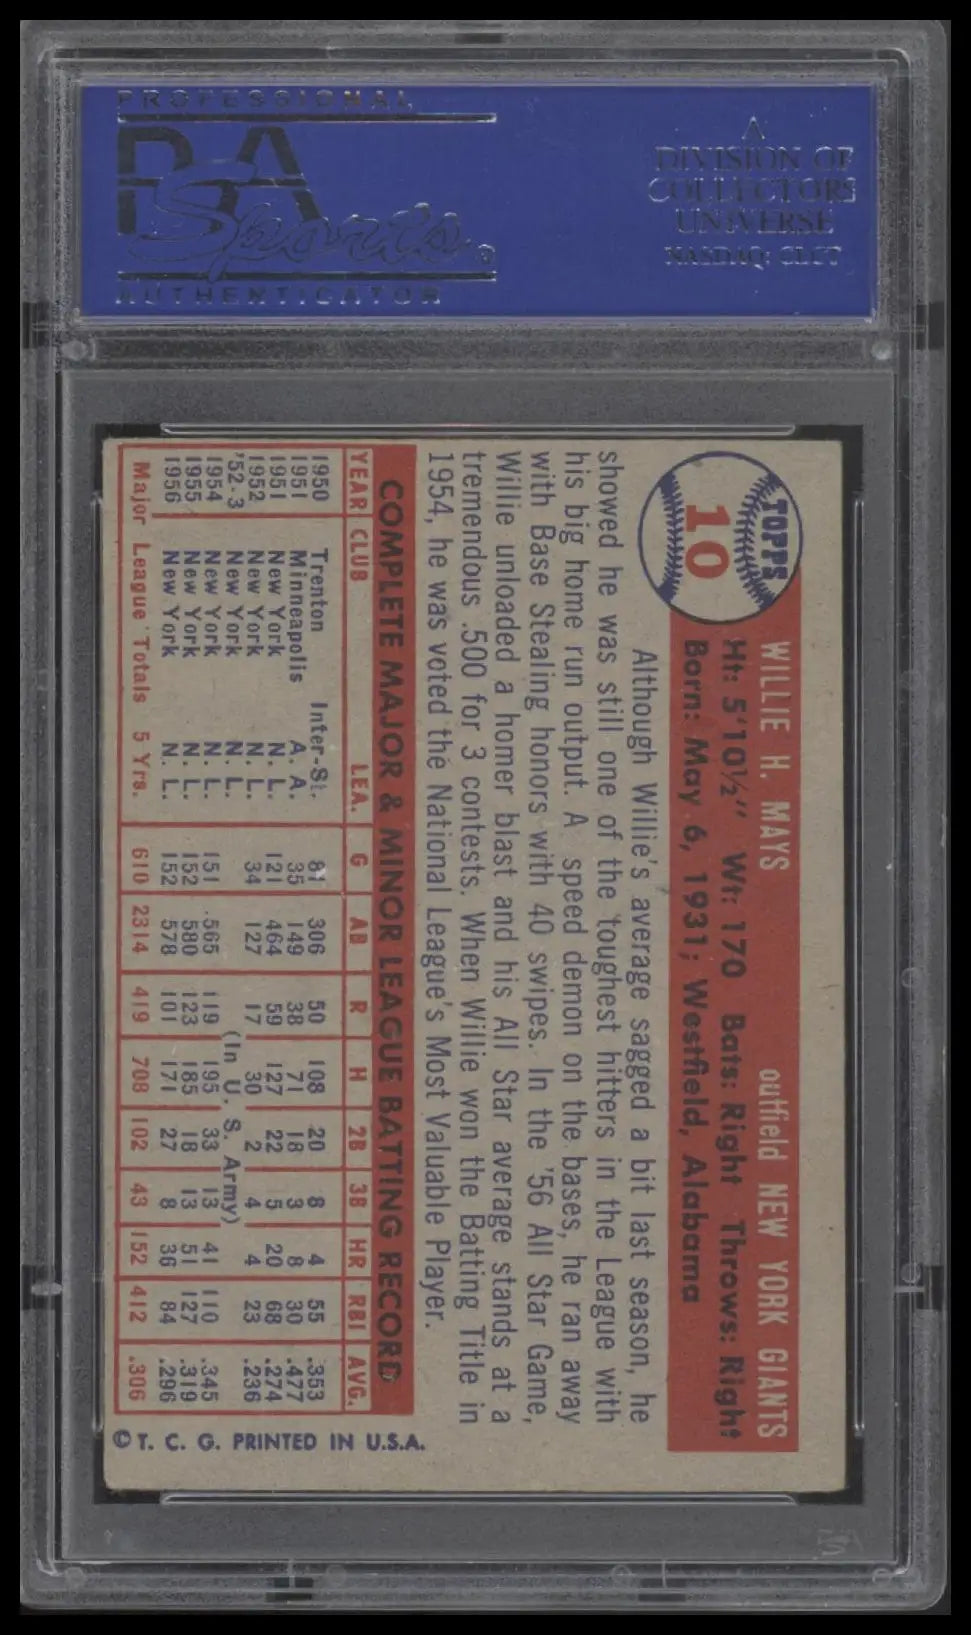 PROFESSIONAL
PSA
Sports
AUTHENTICATOR
A
DIVISION OF
COLLECTORS
UNIVERSE
NASDAQ: CLCT
TOPPS
10
WILLIE H. MAYS outfield NEW YORK GIANTS
Ht: 5'10½" Wt: 170 Bats: Right Throws: Right
Born: May 6, 1931; Westfield, Alabama
Although Willie's average sagged a bit last season, he
showed he was still one of the toughest hitters in the League with
his big home run output. A speed demon on the bases, he ran away
with Base Stealing honors with 40 swipes. In the '56 All Star Game,
Willie unloaded a homer blast and his All Star average stands at a
tremendous .500 for 3 contests. When Willie won the Batting Title in
1954, he was voted the National League's Most Valuable Player.
COMPLETE MAJOR & MINOR LEAGUE BATTING RECORD
YEAR CLUB LEA. G AB R H 2B 3B HR RBI AVG.
1950 Trenton Inter-St. 81 306 50 108 20 8 4 55 .353
1951 Minneapolis A. A. 35 149 38 71 18 3 8 30 .477
1951 New York N. L. 121 464 59 127 22 5 20 68 .274
1952 New York N. L. 34 127 17 30 2 4 4 23 .236
'52-3 New York N. L. (In U. S. Army)
1954 New York N. L. 151 .565 119 195 33 13 41 110 .345
1955 New York N. L. 152 580 123 185 18 13 51 127 .319
1956 New York N. L. 152 578 101 171 27 8 36 84 .296
Major League Totals 5 Yrs. 610 2314 419 708 102 43 152 412 .306
© T. C. G. PRINTED IN U.S.A.